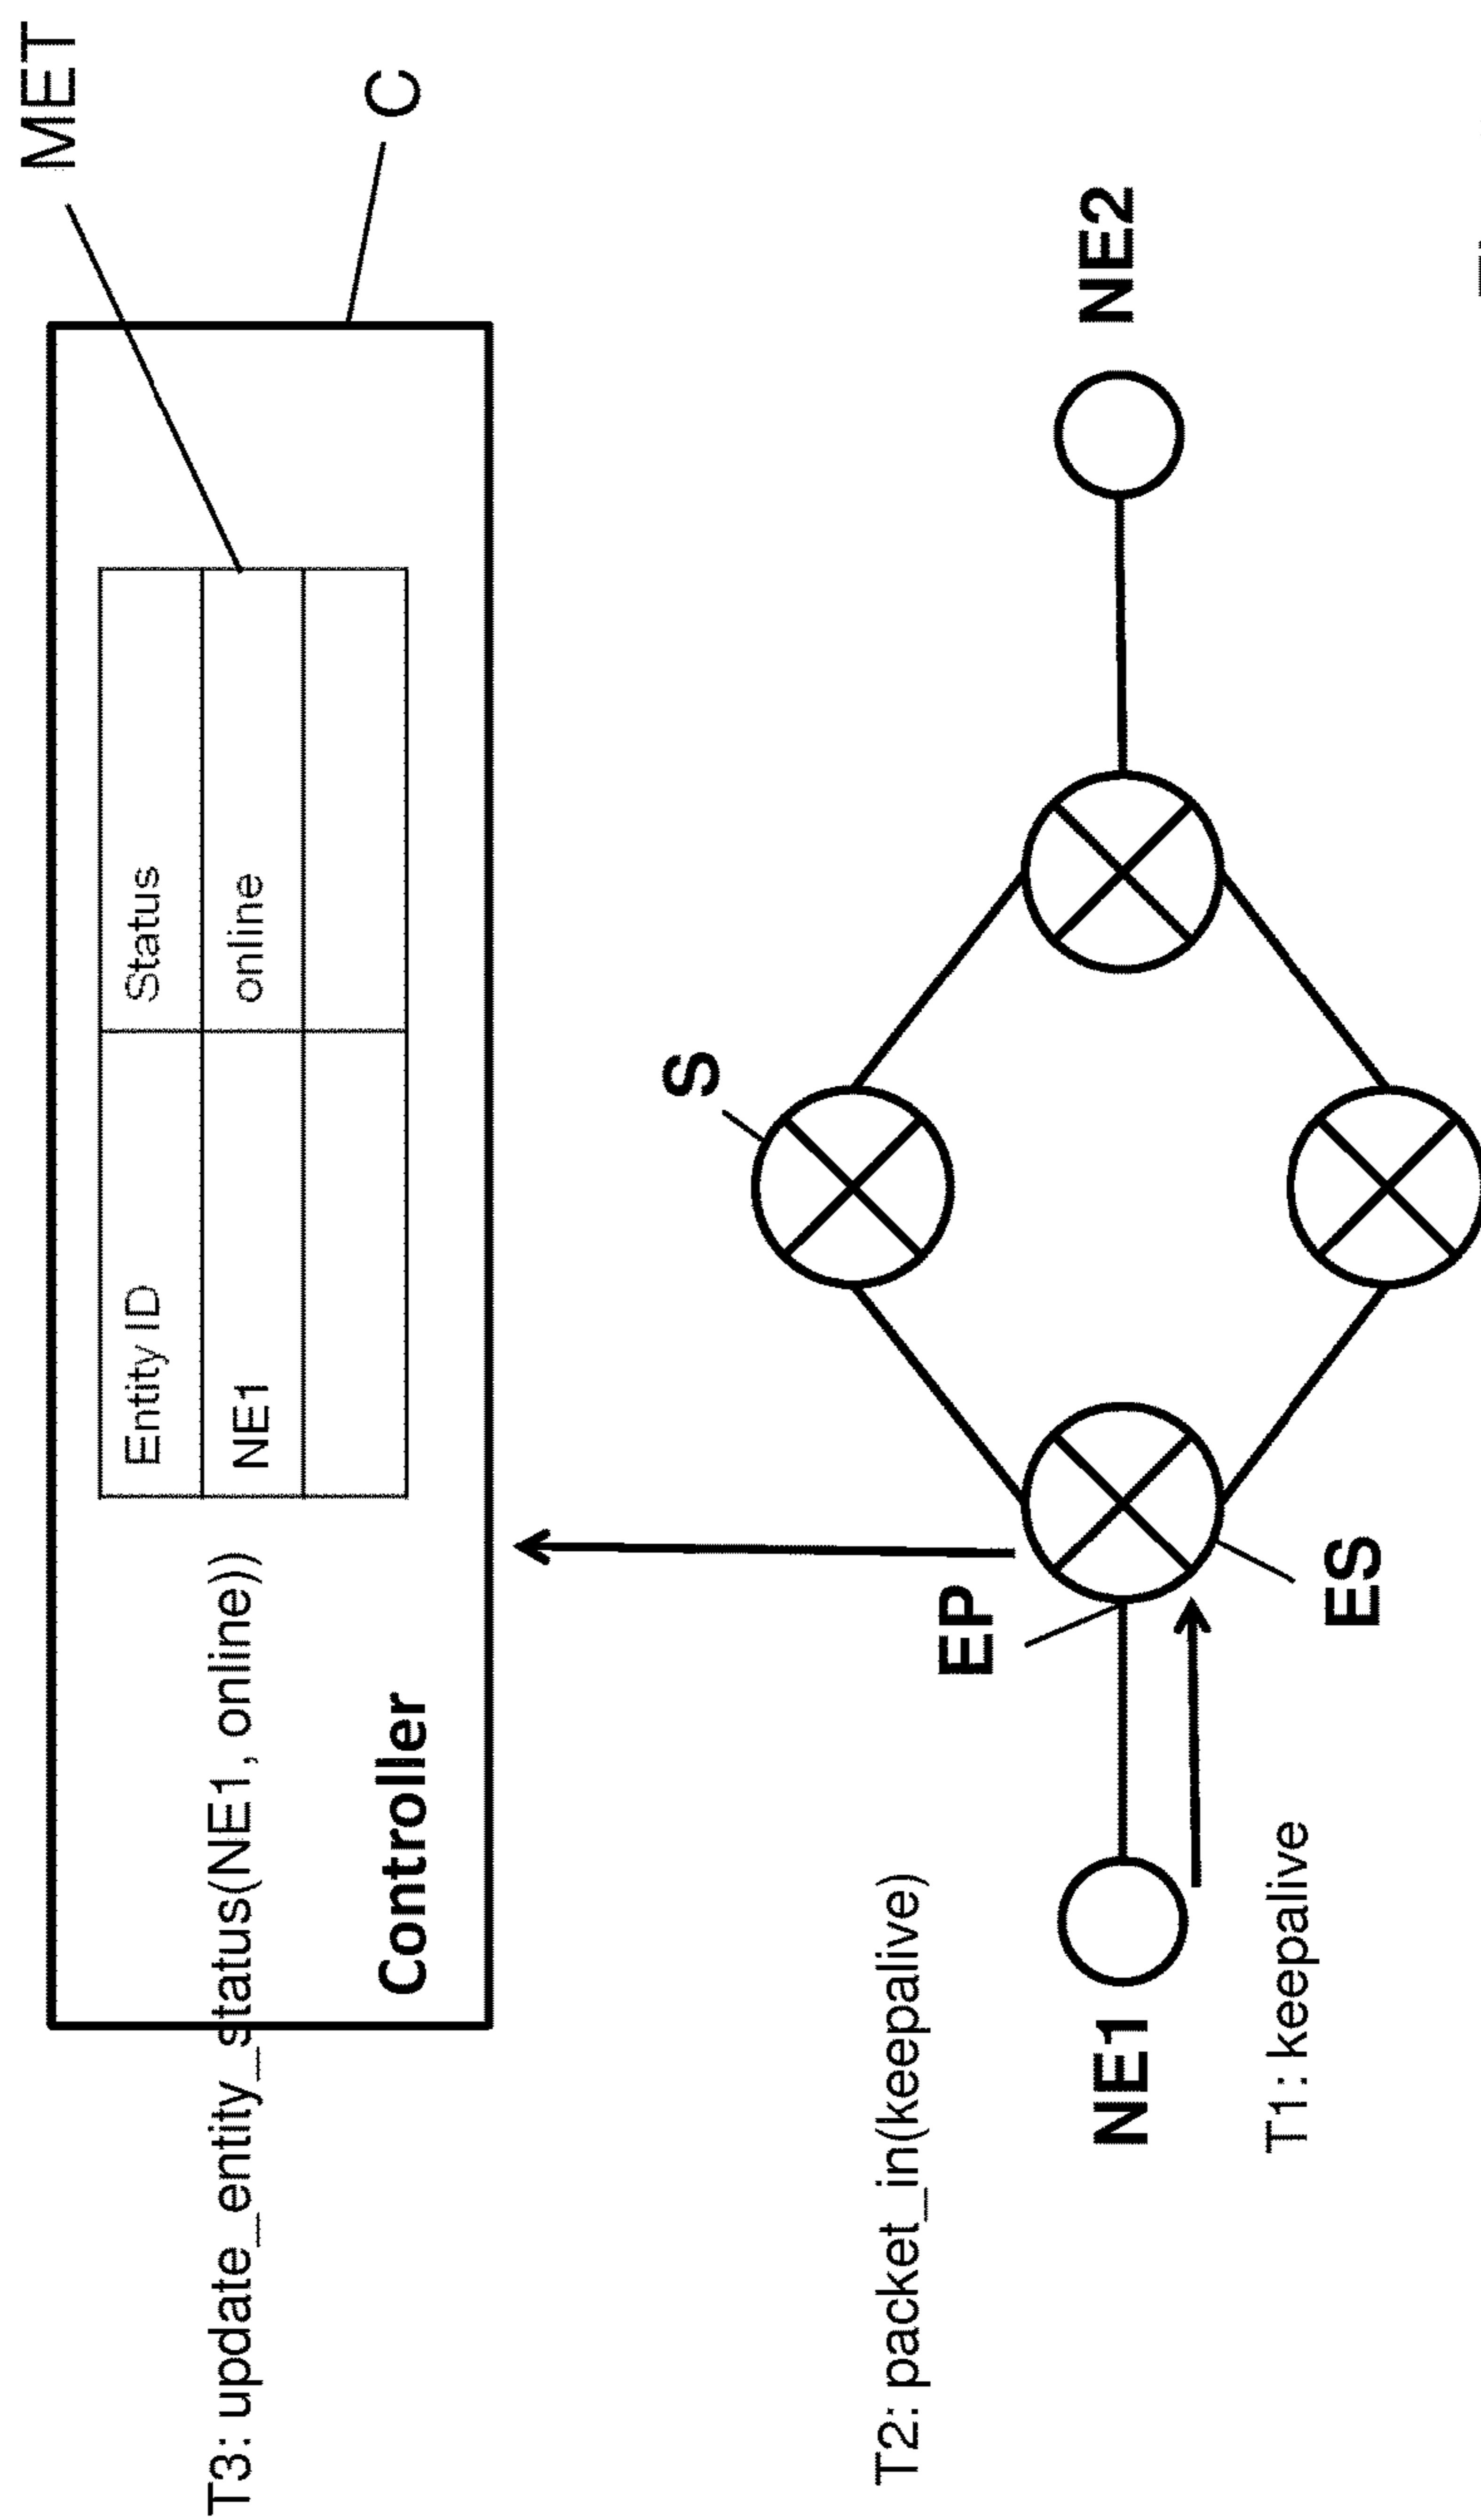 MET
C
T3: update_entity_status(NE1, online))
Entity ID
Status
NE1
online
Controller
S
T2: packet_in(keepalive)
EP
NE1
NE2
T1: keepalive
ES